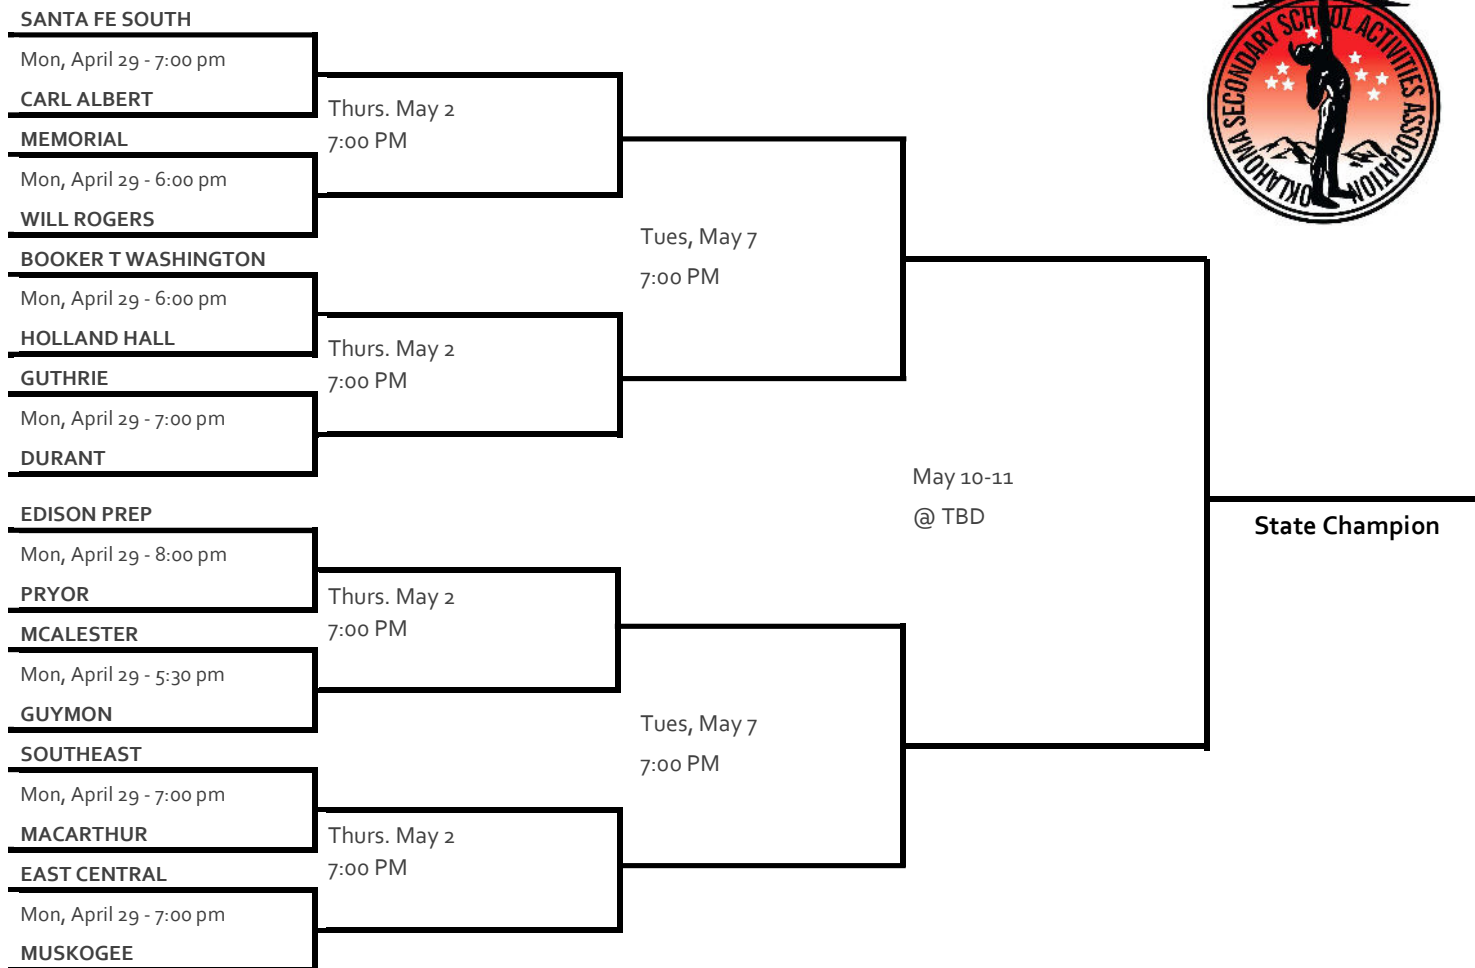 SANTA FE SOUTH
Mon, April 29 - 7:00 pm
CARL ALBERT
MEMORIAL
Mon, April 29 - 6:00 pm
WILL ROGERS
BOOKER T WASHINGTON
Mon, April 29 - 6:00 pm
HOLLAND HALL
GUTHRIE
Mon, April 29 - 7:00 pm
DURANT
EDISON PREP
Mon, April 29 - 8:00 pm
PRYOR
MCALESTER
Mon, April 29 - 5:30 pm
GUYMON
SOUTHEAST
Mon, April 29 - 7:00 pm
MACARTHUR
EAST CENTRAL
Mon, April 29 - 7:00 pm
MUSKOGEE
Thurs. May 2
7:00 PM
Thurs. May 2
7:00 PM
Thurs. May 2
7:00 PM
Thurs. May 2
7:00 PM
Tues, May 7
7:00 PM
Tues, May 7
7:00 PM
May 10-11
@ TBD
State Champion
OKLAHOMA SECONDARY SCHOOL ACTIVITIES ASSOCIATION